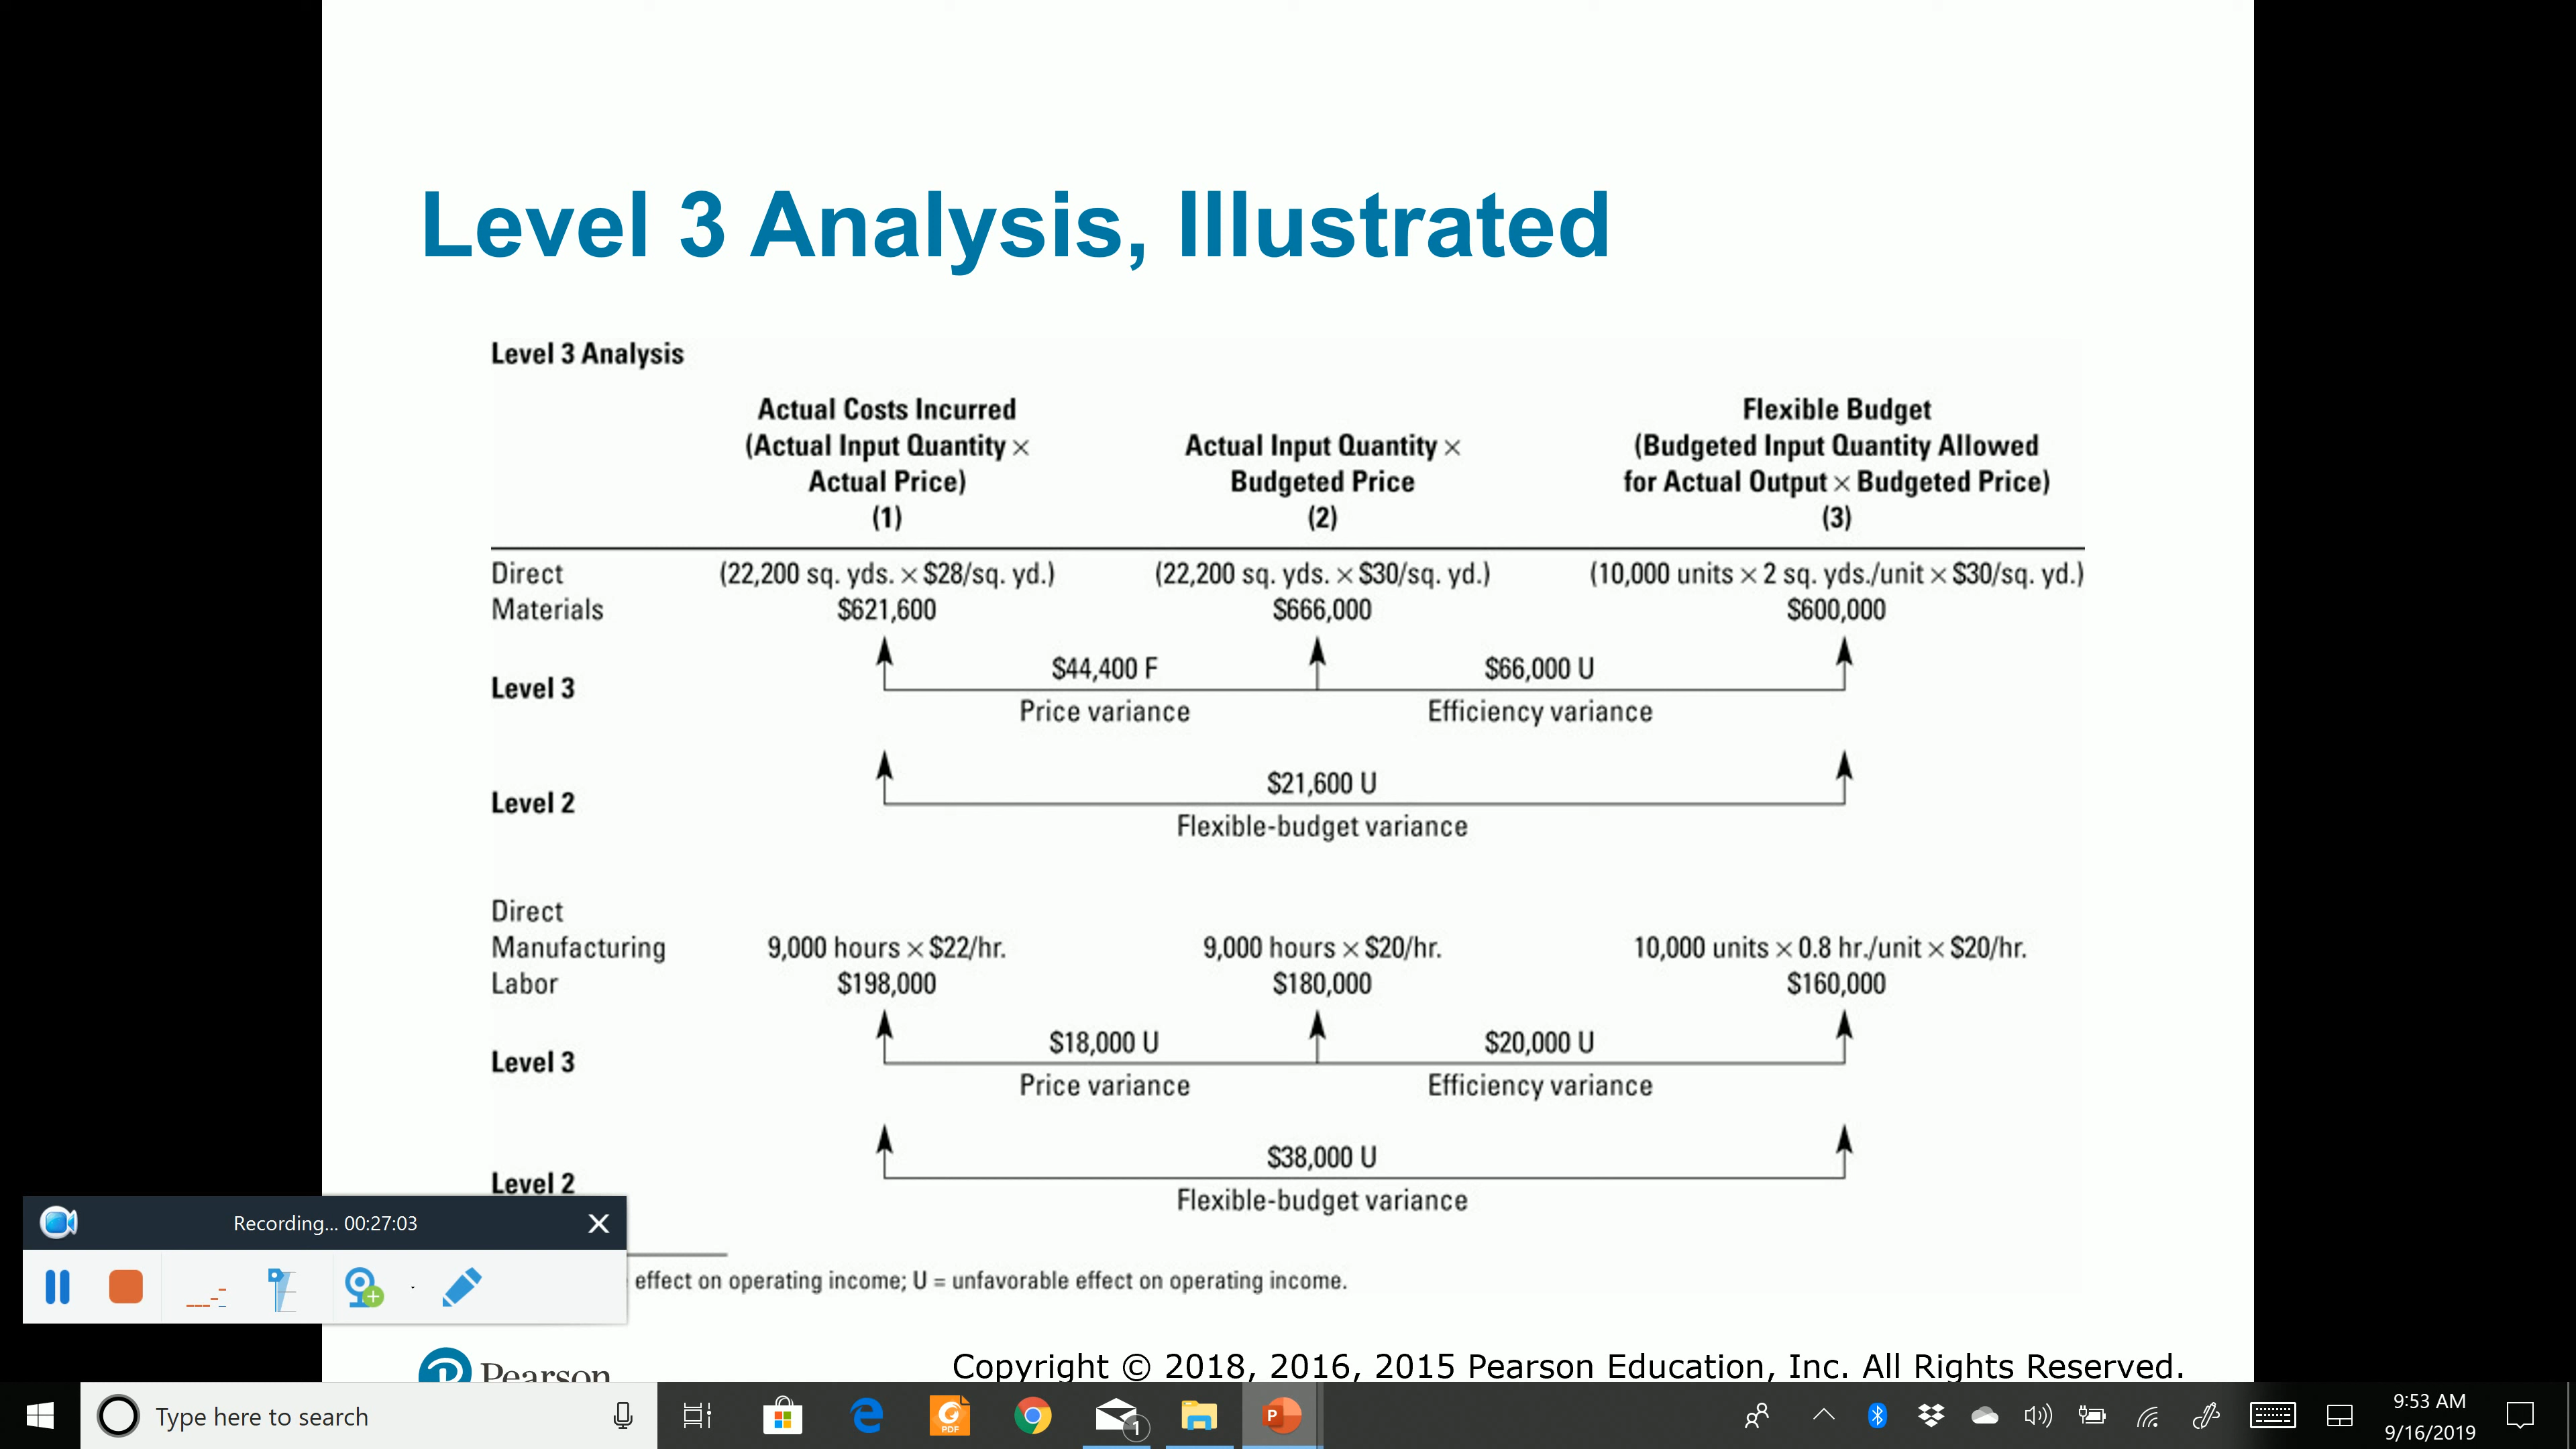 Level 3 Analysis, Illustrated
Level 3 Analysis
Actual Costs Incurred
(Actual Input Quantity ×
Actual Price)
(1)
Actual Input Quantity ×
Budgeted Price
(2)
Flexible Budget
(Budgeted Input Quantity Allowed
for Actual Output × Budgeted Price)
(3)
Direct
Materials
(22,200 sq. yds. × $28/sq. yd.)
$621,600
(22,200 sq. yds. × $30/sq. yd.)
$666,000
(10,000 units × 2 sq. yds./unit × $30/sq. yd.)
$600,000
Level 3
$44,400 F
Price variance
$66,000 U
Efficiency variance
Level 2
$21,600 U
Flexible-budget variance
Direct
Manufacturing
Labor
9,000 hours × $22/hr.
$198,000
9,000 hours × $20/hr.
$180,000
10,000 units × 0.8 hr./unit × $20/hr.
$160,000
Level 3
$18,000 U
Price variance
$20,000 U
Efficiency variance
Level 2
$38,000 U
Flexible-budget variance
effect on operating income; U = unfavorable effect on operating income.
Recording... 00:27:03
Pearson
Copyright © 2018, 2016, 2015 Pearson Education, Inc. All Rights Reserved.
Type here to search
PDF
1
P
9:53 AM
9/16/2019